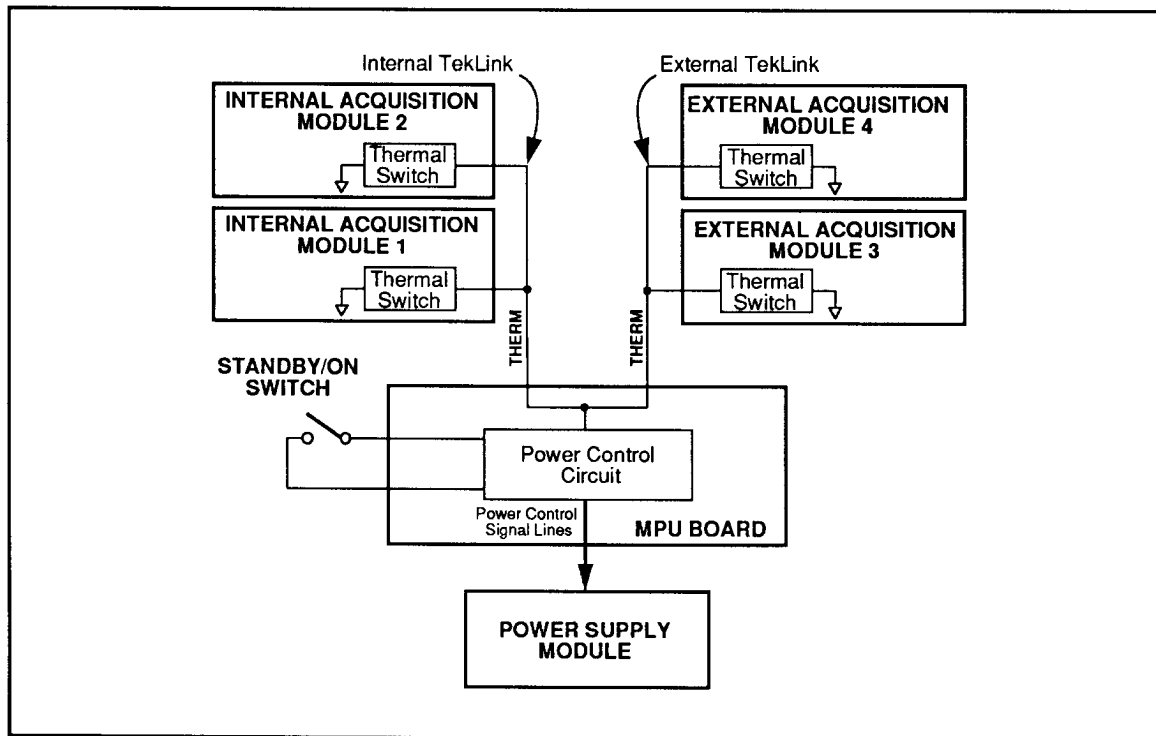 Internal TekLink
External TekLink
INTERNAL ACQUISITION
MODULE 2
Thermal
Switch
EXTERNAL ACQUISITION
MODULE 4
Thermal
Switch
INTERNAL ACQUISITION
MODULE 1
Thermal
Switch
EXTERNAL ACQUISITION
MODULE 3
Thermal
Switch
THERM
THERM
STANDBY/ON
SWITCH
Power Control
Circuit
Power Control
Signal Lines
MPU BOARD
POWER SUPPLY
MODULE